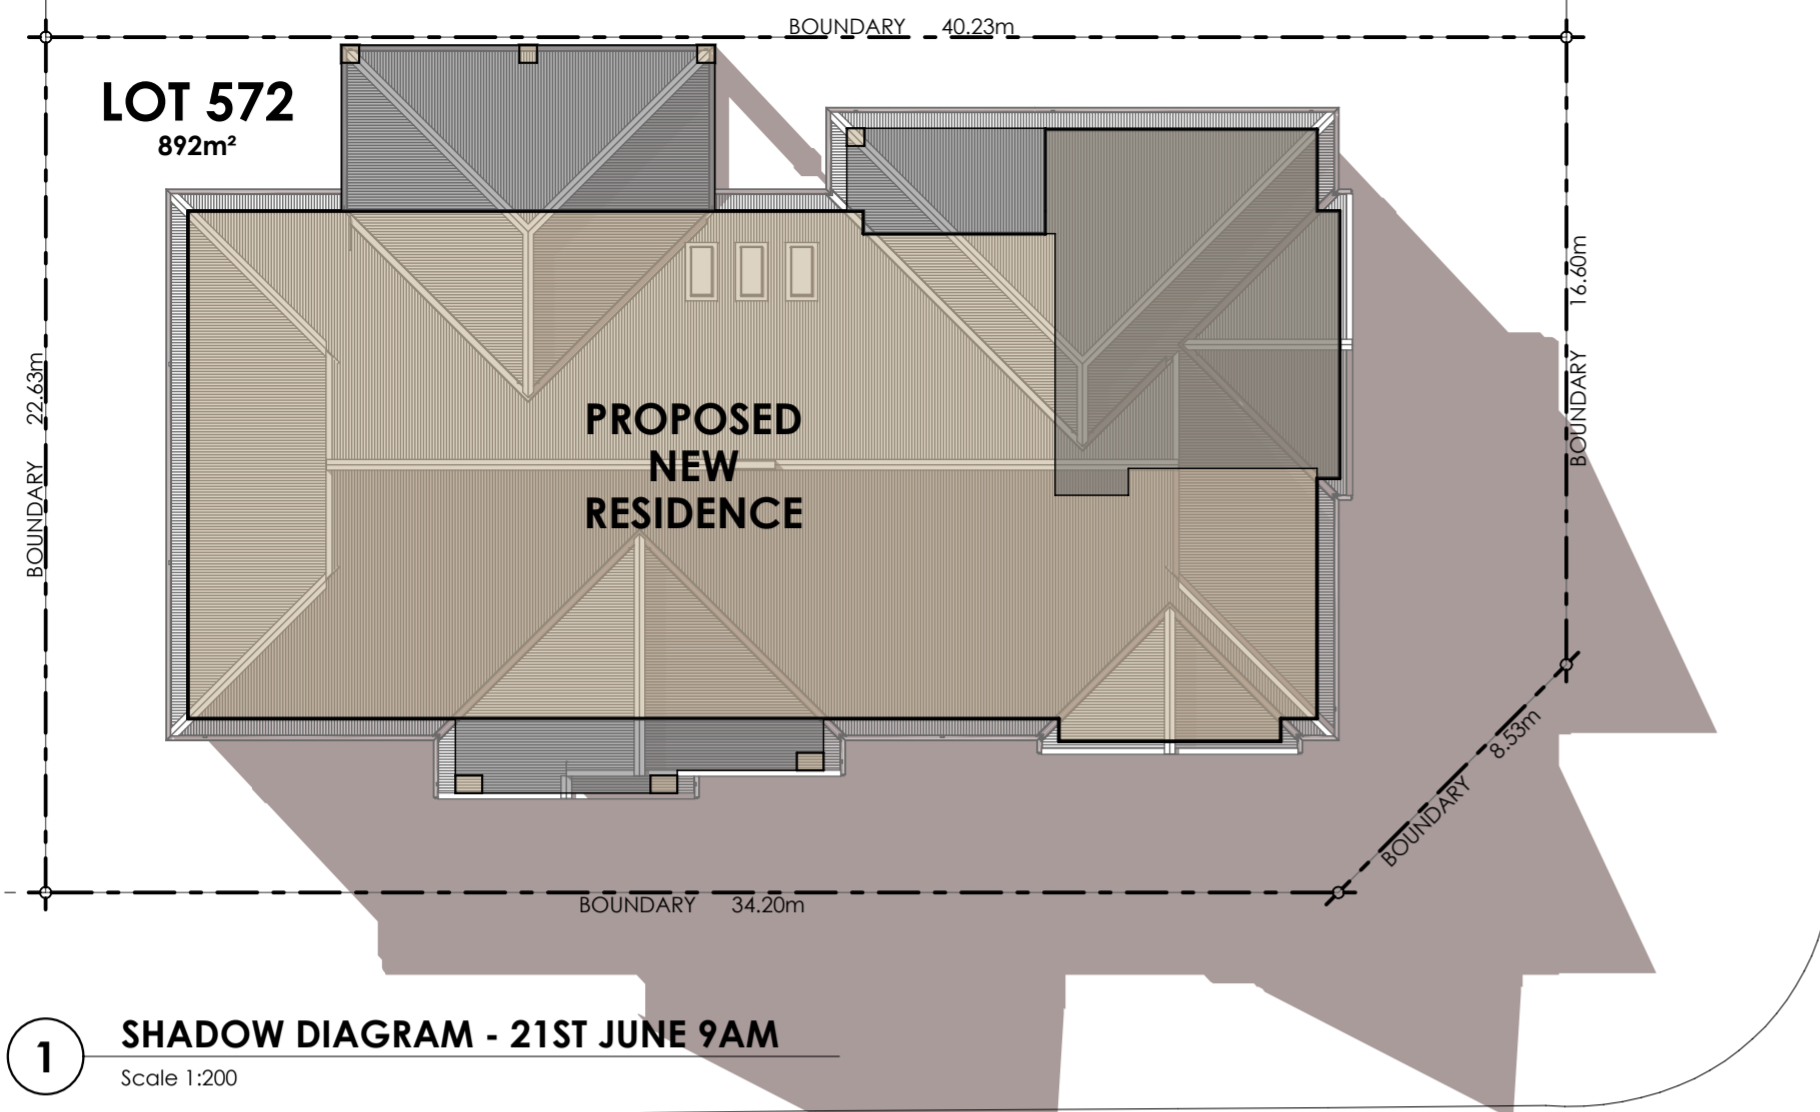 BOUNDARY 40.23m
LOT 572
892m²
BOUNDARY 22.63m
BOUNDARY 16.60m
PROPOSED
NEW
RESIDENCE
BOUNDARY 8.53m
BOUNDARY 34.20m
1
SHADOW DIAGRAM - 21ST JUNE 9AM
Scale 1:200